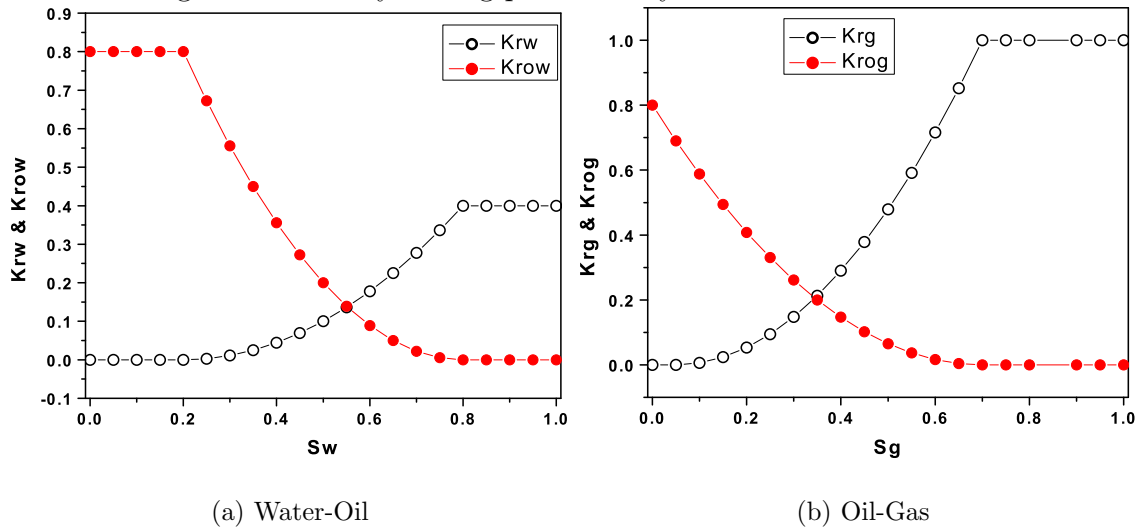 Krw
Krow
0.9
0.8
0.7
0.6
0.5
0.4
0.3
0.2
0.1
0.0
-0.1
Krw & Krow
0.0 0.2 0.4 0.6 0.8 1.0
Sw
(a) Water-Oil
Krg
Krog
1.0
0.8
0.6
0.4
0.2
0.0
Krg & Krog
0.0 0.2 0.4 0.6 0.8 1.0
Sg
(b) Oil-Gas